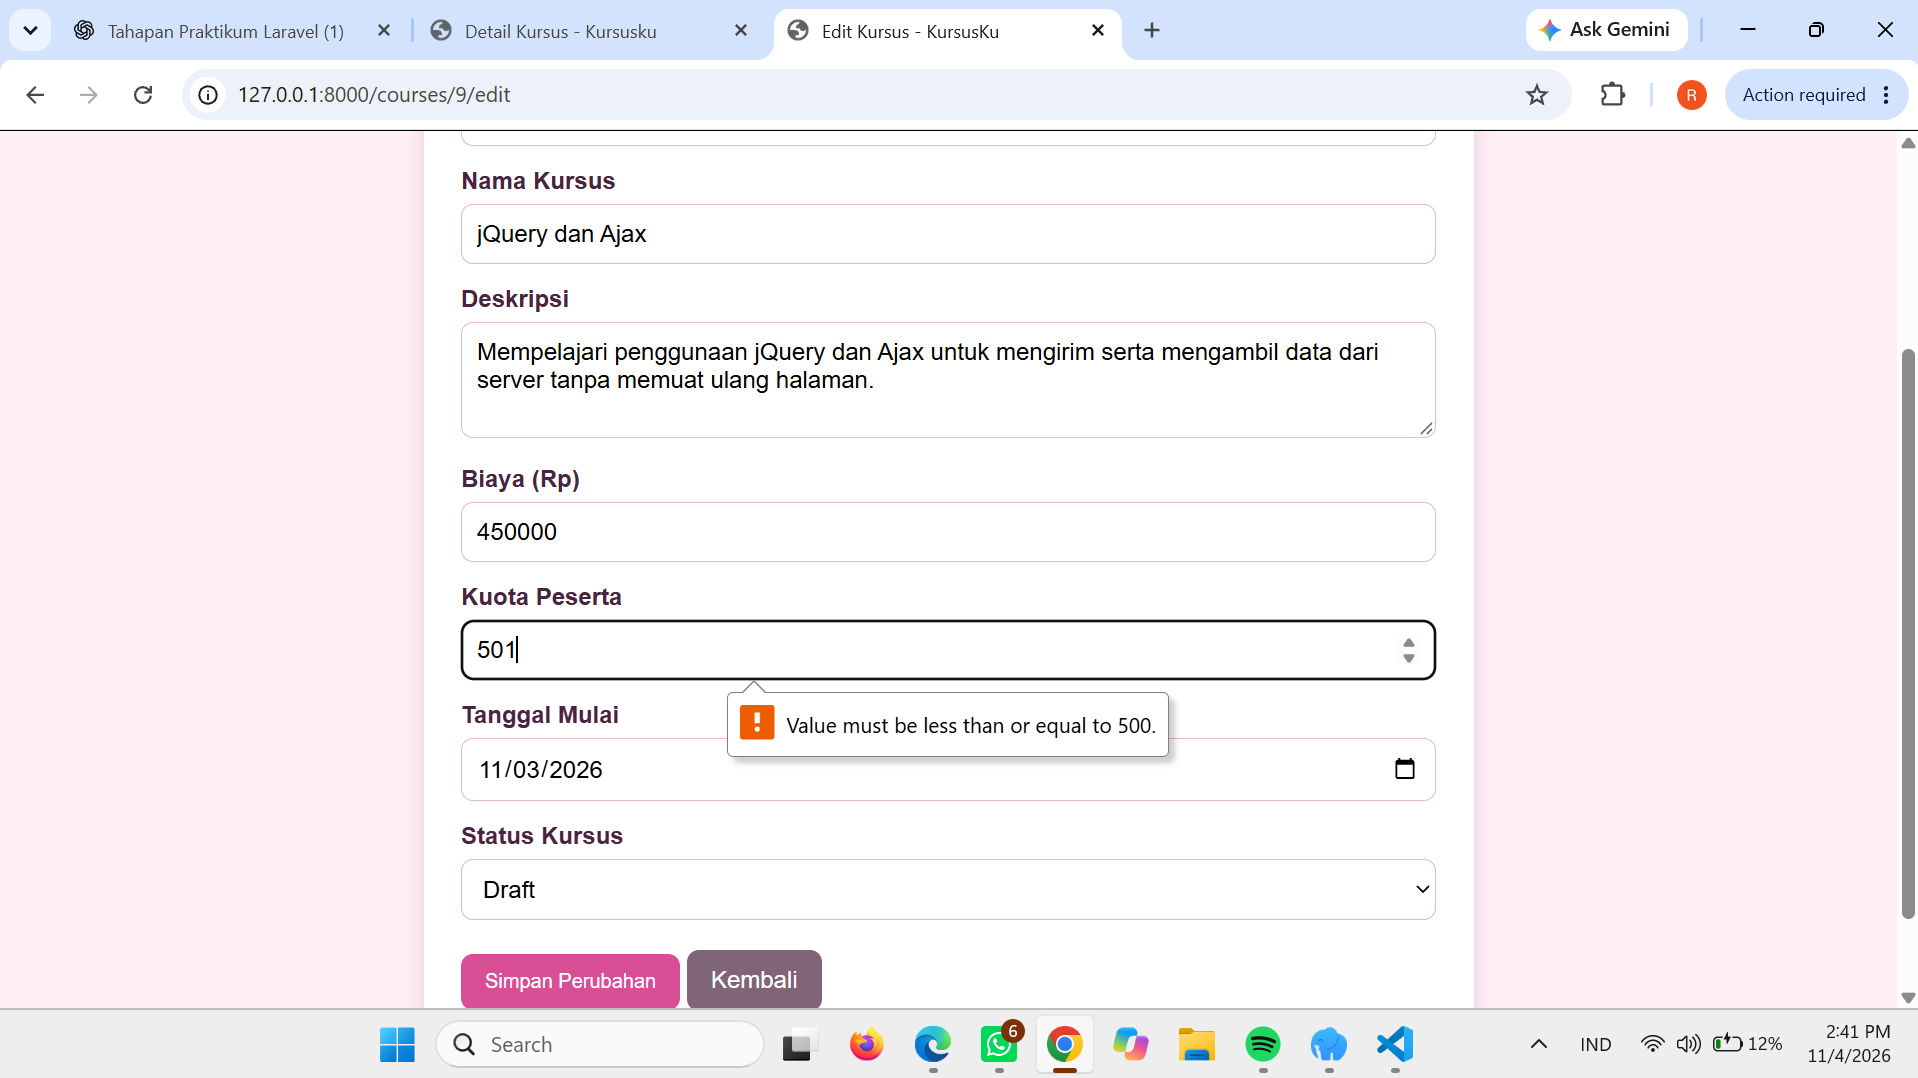 Tahapan Praktikum Laravel (1)
Detail Kursus - Kursusku
Edit Kursus - KursusKu
Ask Gemini
127.0.0.1:8000/courses/9/edit
R
Action required
Nama Kursus
jQuery dan Ajax
Deskripsi
Mempelajari penggunaan jQuery dan Ajax untuk mengirim serta mengambil data dari
server tanpa memuat ulang halaman.
Biaya (Rp)
450000
Kuota Peserta
501
Value must be less than or equal to 500.
Tanggal Mulai
11/03/2026
Status Kursus
Draft
Simpan Perubahan
Kembali
Search
6
IND
12%
2:41 PM
11/4/2026